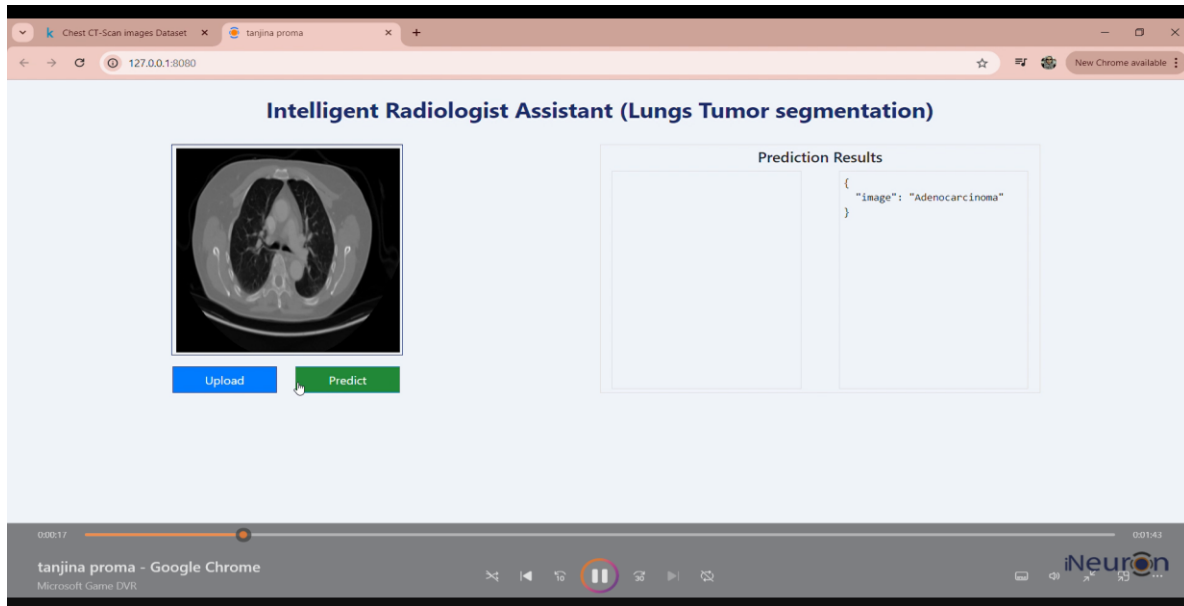 Chest CT-Scan images Dataset
tanjina proma
127.0.0.1:8080
New Chrome available
Intelligent Radiologist Assistant (Lungs Tumor segmentation)
Upload
Predict
Prediction Results
{
"image": "Adenocarcinoma"
}
0:00:17
0:01:43
tanjina proma - Google Chrome
Microsoft Game DVR
10
30
iNeuron